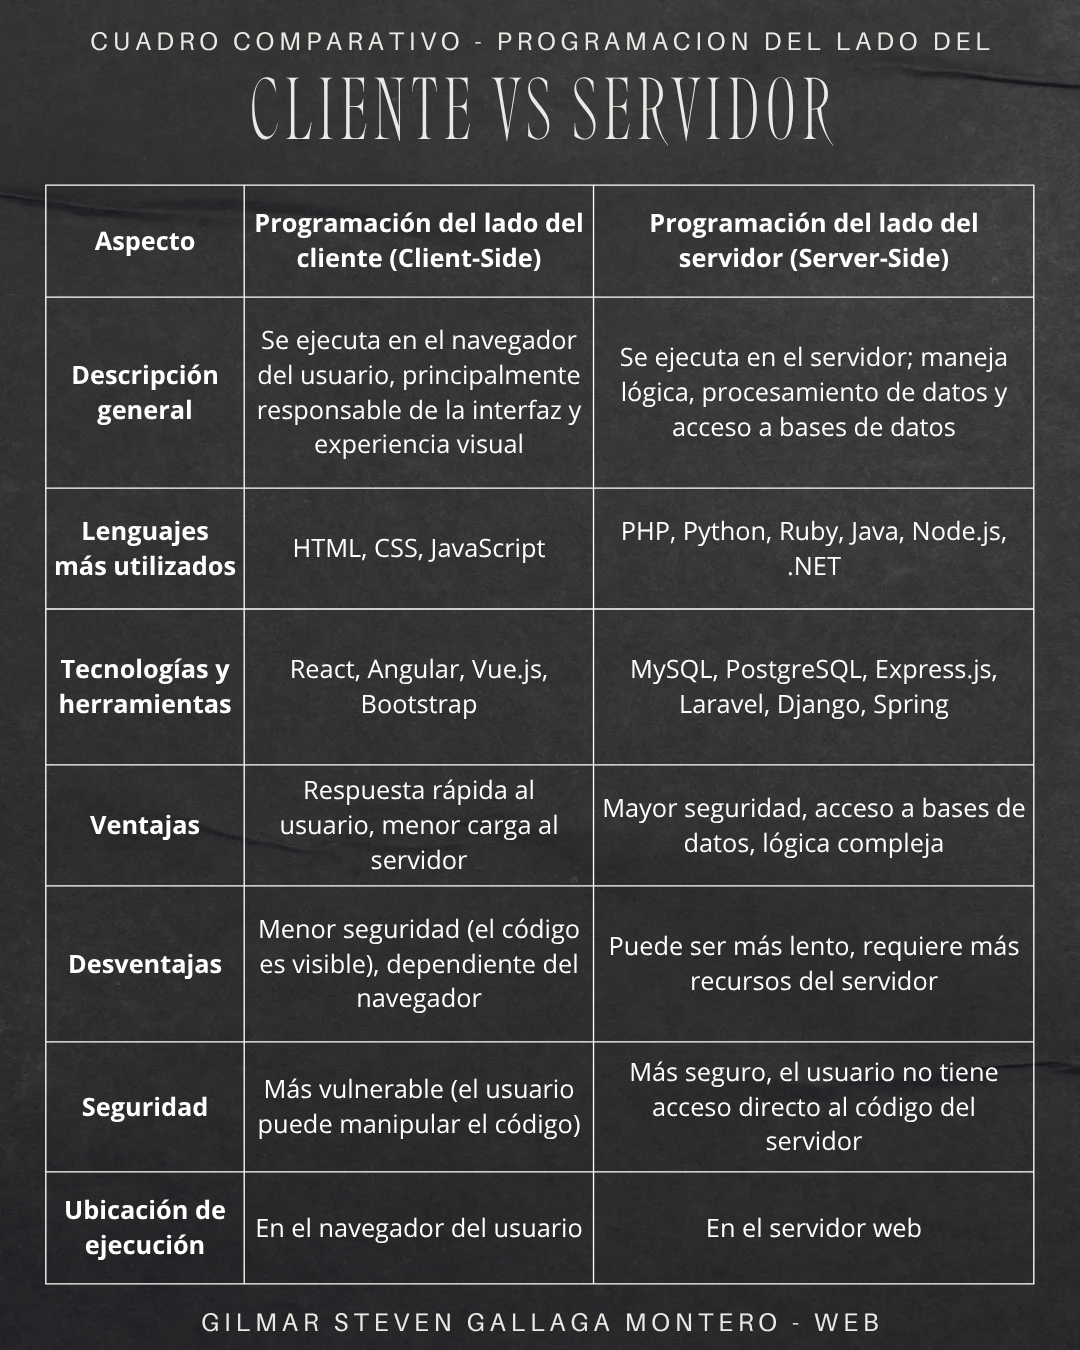 CUADRO COMPARATIVO - PROGRAMACION DEL LADO DEL
CLIENTE VS SERVIDOR
Aspecto
Programación del lado del
cliente (Client-Side)
Programación del lado del
servidor (Server-Side)
Descripción
general
Se ejecuta en el navegador
del usuario, principalmente
responsable de la interfaz y
experiencia visual
Se ejecuta en el servidor; maneja
lógica, procesamiento de datos y
acceso a bases de datos
Lenguajes
más utilizados
HTML, CSS, JavaScript
PHP, Python, Ruby, Java, Node.js,
.NET
Tecnologías y
herramientas
React, Angular, Vue.js,
Bootstrap
MySQL, PostgreSQL, Express.js,
Laravel, Django, Spring
Ventajas
Respuesta rápida al
usuario, menor carga al
servidor
Mayor seguridad, acceso a bases de
datos, lógica compleja
Desventajas
Menor seguridad (el código
es visible), dependiente del
navegador
Puede ser más lento, requiere más
recursos del servidor
Seguridad
Más vulnerable (el usuario
puede manipular el código)
Más seguro, el usuario no tiene
acceso directo al código del
servidor
Ubicación de
ejecución
En el navegador del usuario
En el servidor web
GILMAR STEVEN GALLAGA MONTERO - WEB